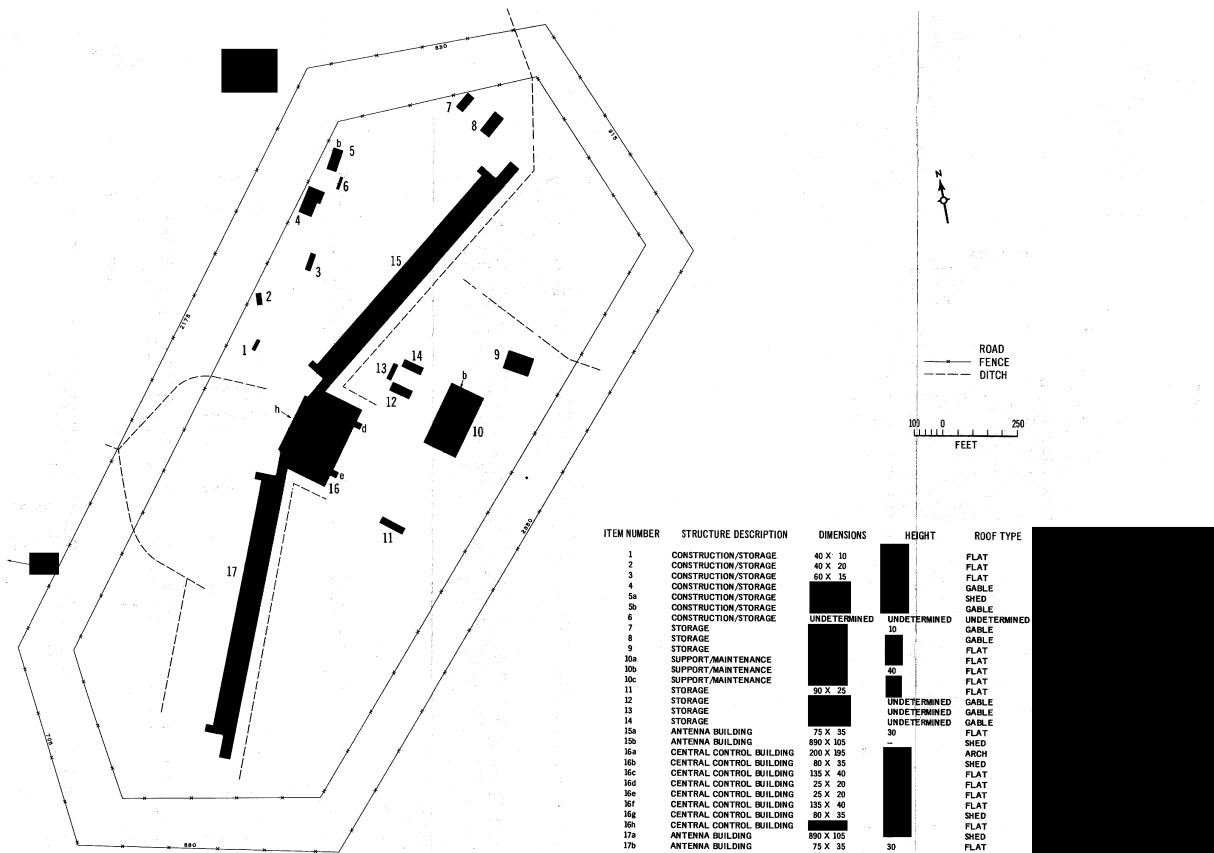 820
7
8
915
b
5
6
N
4
15
3
2
2175
1
ROAD
FENCE
DITCH
14
9
13
12
b
h
d
10
100 0 250
FEET
e
16
11
17
705
880
ITEM NUMBER STRUCTURE DESCRIPTION DIMENSIONS HEIGHT ROOF TYPE
1 CONSTRUCTION/STORAGE 40 X 10 FLAT
2 CONSTRUCTION/STORAGE 40 X 20 FLAT
3 CONSTRUCTION/STORAGE 60 X 15 FLAT
4 CONSTRUCTION/STORAGE GABLE
5a CONSTRUCTION/STORAGE SHED
5b CONSTRUCTION/STORAGE GABLE
6 CONSTRUCTION/STORAGE UNDETERMINED UNDETERMINED UNDETERMINED
7 STORAGE 10 GABLE
8 STORAGE GABLE
9 STORAGE FLAT
10a SUPPORT/MAINTENANCE FLAT
10b SUPPORT/MAINTENANCE 40 FLAT
10c SUPPORT/MAINTENANCE FLAT
11 STORAGE 90 X 25 FLAT
12 STORAGE UNDETERMINED GABLE
13 STORAGE UNDETERMINED GABLE
14 STORAGE UNDETERMINED GABLE
15a ANTENNA BUILDING 75 X 35 30 FLAT
15b ANTENNA BUILDING 890 X 105 – SHED
16a CENTRAL CONTROL BUILDING 200 X 195 ARCH
16b CENTRAL CONTROL BUILDING 80 X 35 SHED
16c CENTRAL CONTROL BUILDING 135 X 40 FLAT
16d CENTRAL CONTROL BUILDING 25 X 20 FLAT
16e CENTRAL CONTROL BUILDING 25 X 20 FLAT
16f CENTRAL CONTROL BUILDING 135 X 40 FLAT
16g CENTRAL CONTROL BUILDING 80 X 35 SHED
16h CENTRAL CONTROL BUILDING FLAT
17a ANTENNA BUILDING 890 X 105 SHED
17b ANTENNA BUILDING 75 X 35 30 FLAT